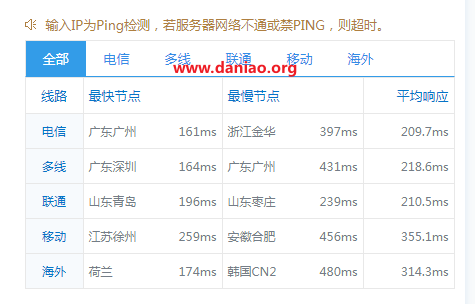 输入IP为Ping检测，若服务器网络不通或禁PING，则超时。
全部 电信 多线 联通 移动 海外
www.daniao.org
线路 最快节点 最慢节点 平均响应
电信 广东广州 161ms 浙江金华 397ms 209.7ms
多线 广东深圳 164ms 广东广州 431ms 218.6ms
联通 山东青岛 196ms 山东枣庄 239ms 210.5ms
移动 江苏徐州 259ms 安徽合肥 456ms 355.1ms
海外 荷兰 174ms 韩国CN2 480ms 314.3ms